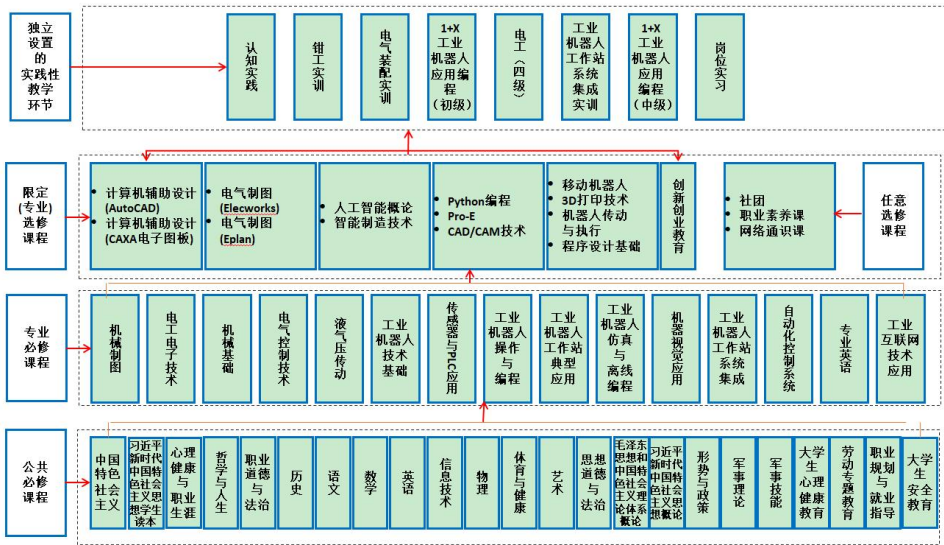 独立
设置
的
实践性
教学
环节
认知实践
钳工实训
电气装配实训
1+X
工业
机器人
应用编
程
（初级）
电工（四级）
工业
机器人
工作站
系统
集成
实训
1+X
工业
机器人
应用
编程
（中级）
岗位实习
限定
(专业)
选修
课程
计算机辅助设计
(AutoCAD)
计算机辅助设计
(CAXA电子图板)
电气制图
(Elecworks)
电气制图
(Eplan)
人工智能概论
智能制造技术
Python编程
Pro-E
CAD/CAM技术
移动机器人
3D打印技术
机器人传动
与执行
程序设计基础
创新创业教育
社团
职业素养课
网络通识课
任意
选修
课程
专业
必修
课程
机械制图
电工电子技术
机械基础
电气控制技术
液气压传动
工业
机器人
技术
基础
传感器与PLC应用
工业
机器人
操作
与
编程
工业
机器人
工作站
典型
应用
工业
机器人
仿真
与
离线
编程
机器视觉应用
工业
机器人
工作站
系统
集成
自动化控制系统
专业英语
工业
互联网
技术
应用
公共
必修
课程
中国
特色
社会
主义
习近平
新时代
中国特
色社会
主义思
想学生
读本
心理
健康
与
职业
生涯
哲学与人生
职业
道德
与
法治
历史
语文
数学
英语
信息技术
物理
体育与健康
艺术
思想
道德
与
法治
毛泽东
思想和
中国特
色社会
主义理
论体系
概论
习近平
新时代
中国特
色社会
主义思
想概论
形势与政策
军事理论
军事技能
大学
生
心理
健康
教育
劳动专题教育
职业
规划
与
就业
指导
大学
生
安全
教育